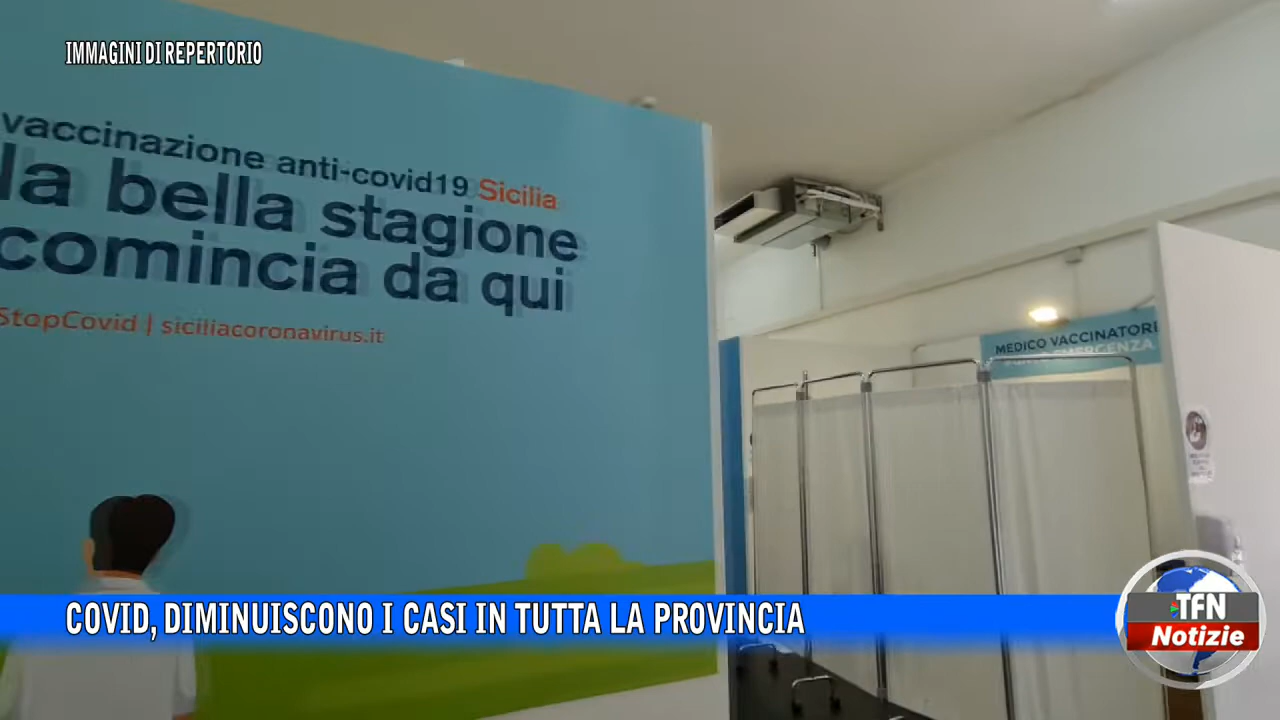 IMMAGINI DI REPERTORIO
vaccinazione anti-covid19 Sicilia
la bella stagione
comincia da qui
StopCovid | siciliacoronavirus.it
MEDICO VACCINATORE
EMERGENZA
COVID, DIMINUISCONO I CASI IN TUTTA LA PROVINCIA
TFN
Notizie